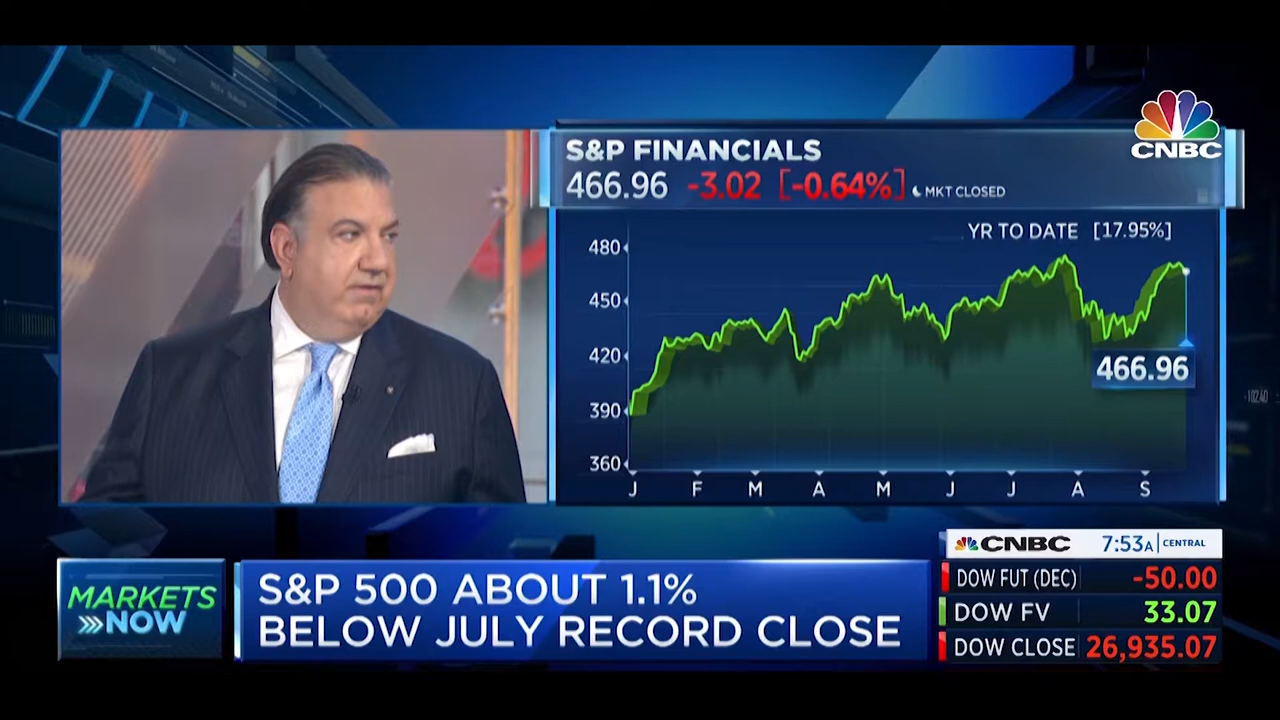 CNBC
S&P FINANCIALS
466.96 -3.02 [-0.64%] MKT CLOSED
YR TO DATE [17.95%]
480
450
420
390
360
466.96
J F M A M J J A S
MARKETS
NOW
S&P 500 ABOUT 1.1%
BELOW JULY RECORD CLOSE
CNBC 7:53A CENTRAL
DOW FUT (DEC) -50.00
DOW FV 33.07
DOW CLOSE 26,935.07